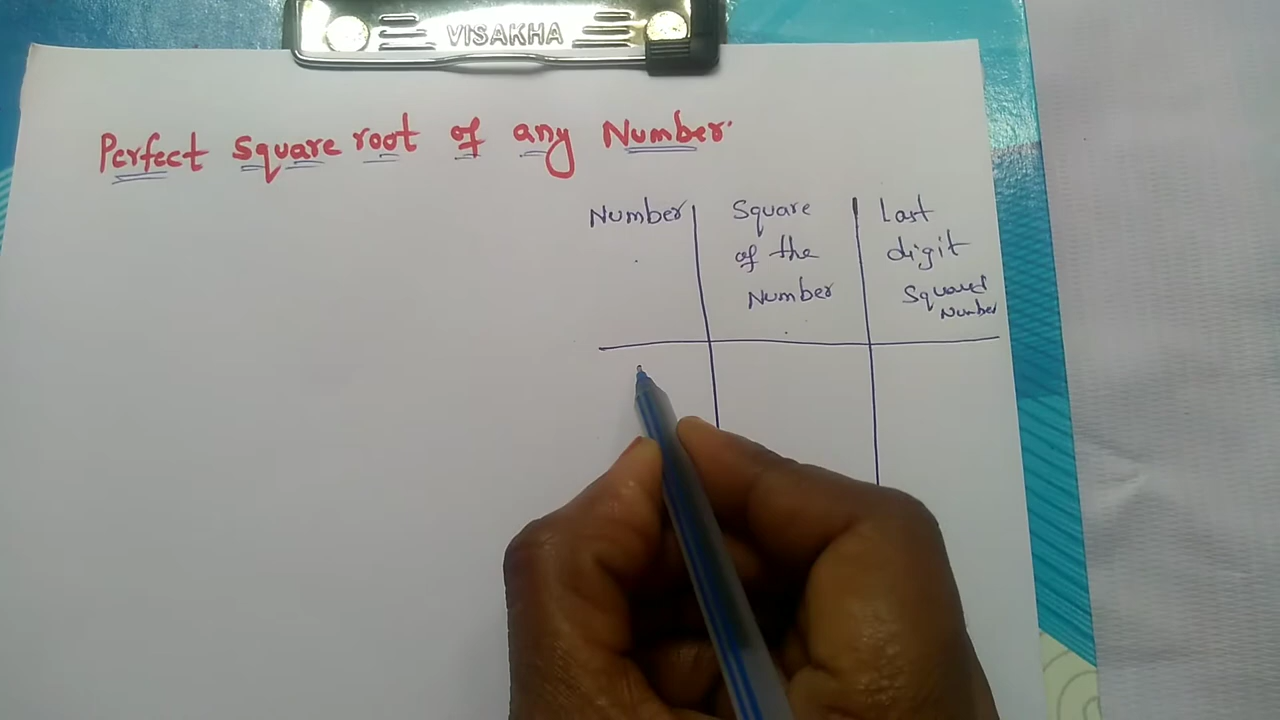 VISAKHA
Perfect Square root of any Number
Number
Square
of the
Number
Last
digit
Squared
Number